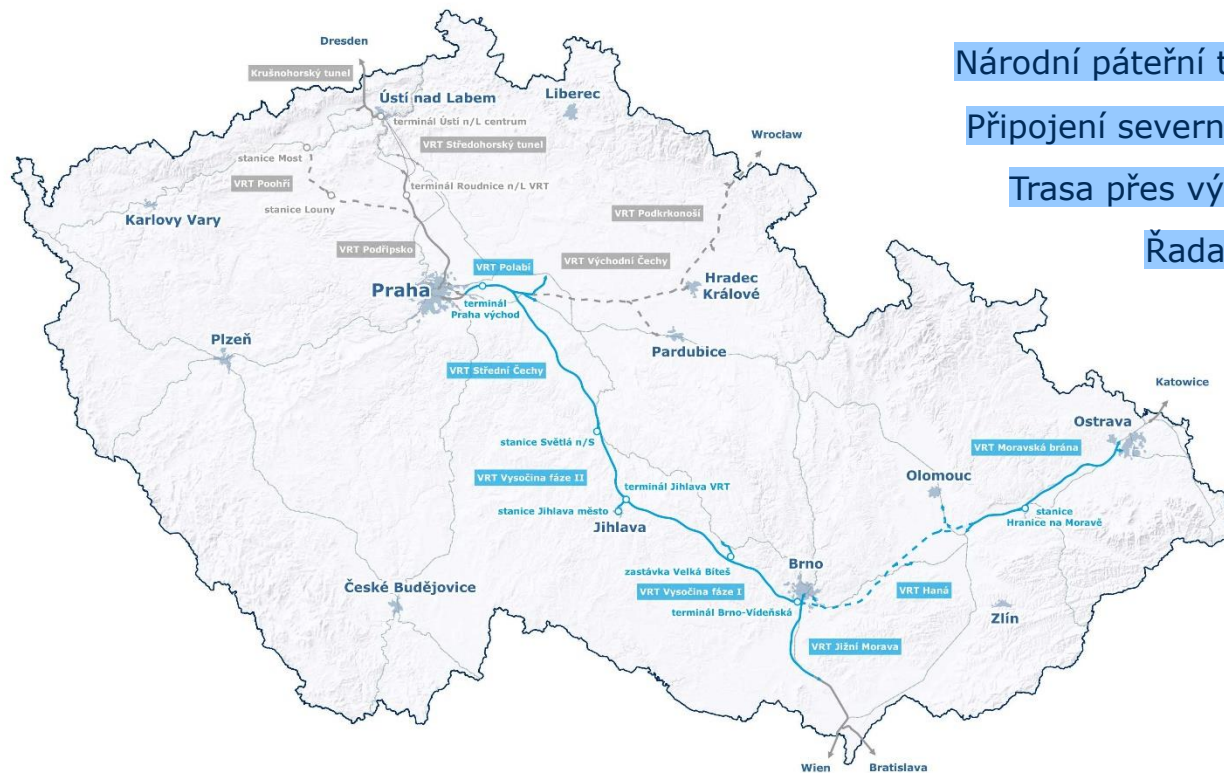 Národní páteřní t
Připojení severn
Trasa přes vý
Řada
Dresden
Krušnohorský tunel
Ústí nad Labem
Liberec
terminál Ústí n/L centrum
Wrocław
VRT Středohorský tunel
stanice Most
VRT Poohří
terminál Roudnice n/L VRT
stanice Louny
Karlovy Vary
VRT Podkrkonoší
VRT Podřipsko
VRT Polabí
VRT Východní Čechy
Praha
Hradec
Králové
terminál
Praha východ
Plzeň
Pardubice
VRT Střední Čechy
Katowice
Ostrava
stanice Světlá n/S
VRT Moravská brána
VRT Vysočina fáze II
Olomouc
terminál Jihlava VRT
stanice Jihlava město
stanice
Hranice na Moravě
Jihlava
zastávka Velká Bíteš
Brno
České Budějovice
VRT Vysočina fáze I
VRT Haná
terminál Brno-Vídeňská
Zlín
VRT Jižní Morava
Wien
Bratislava